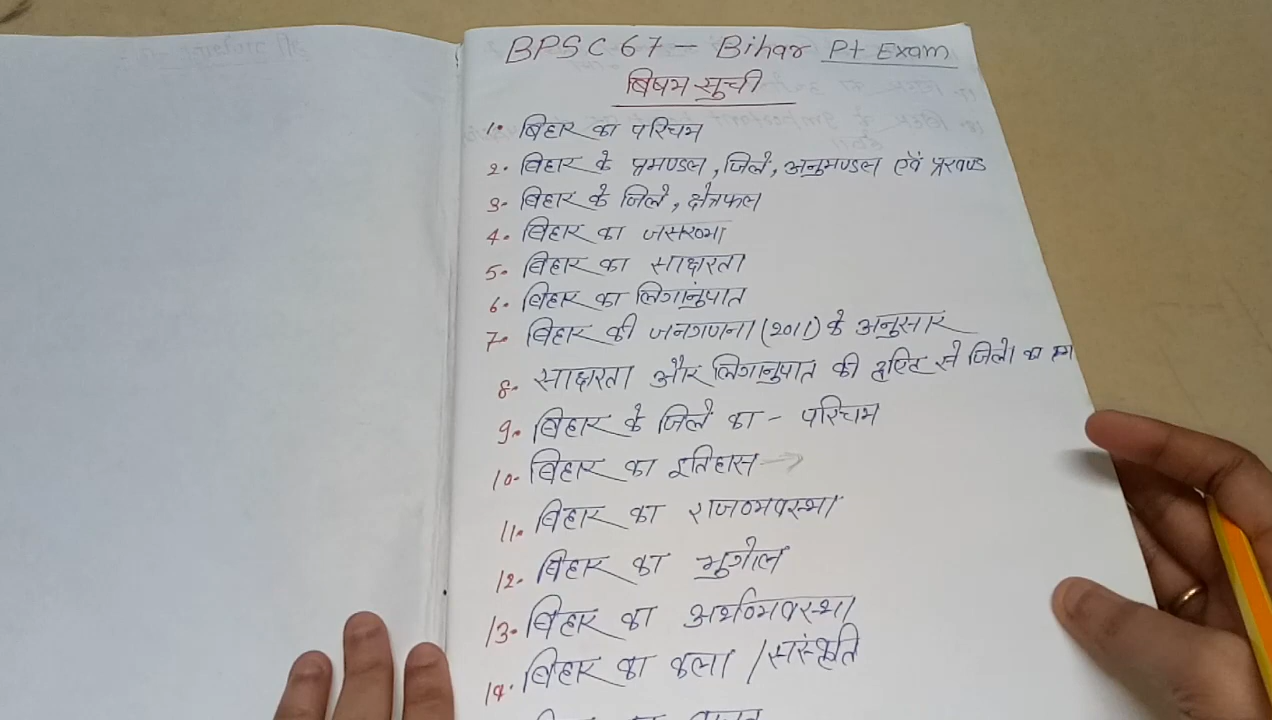 BPSC 67 - Bihar Pt Exam
बिषय सुची
1. बिहार का परिचय
2. बिहार के प्रमण्डल, जिले, अनुमण्डल एवं प्रखण्ड
3. बिहार के जिले, क्षेत्रफल
4. बिहार का जसंख्या
5. बिहार का साक्षरता
6. बिहार का लिगानुंपात
7. बिहार की जनगणना (2011) के अनुसार
8. साक्षरता और लिगानुपात की दृष्टि से जिलो का
9. बिहार के जिले का - परिचय
10. बिहार का इतिहास →
11. बिहार का राजव्यवस्था
12. बिहार का भुगोल
13. बिहार का अर्थव्यवस्था
14. बिहार का कला / संस्कृति